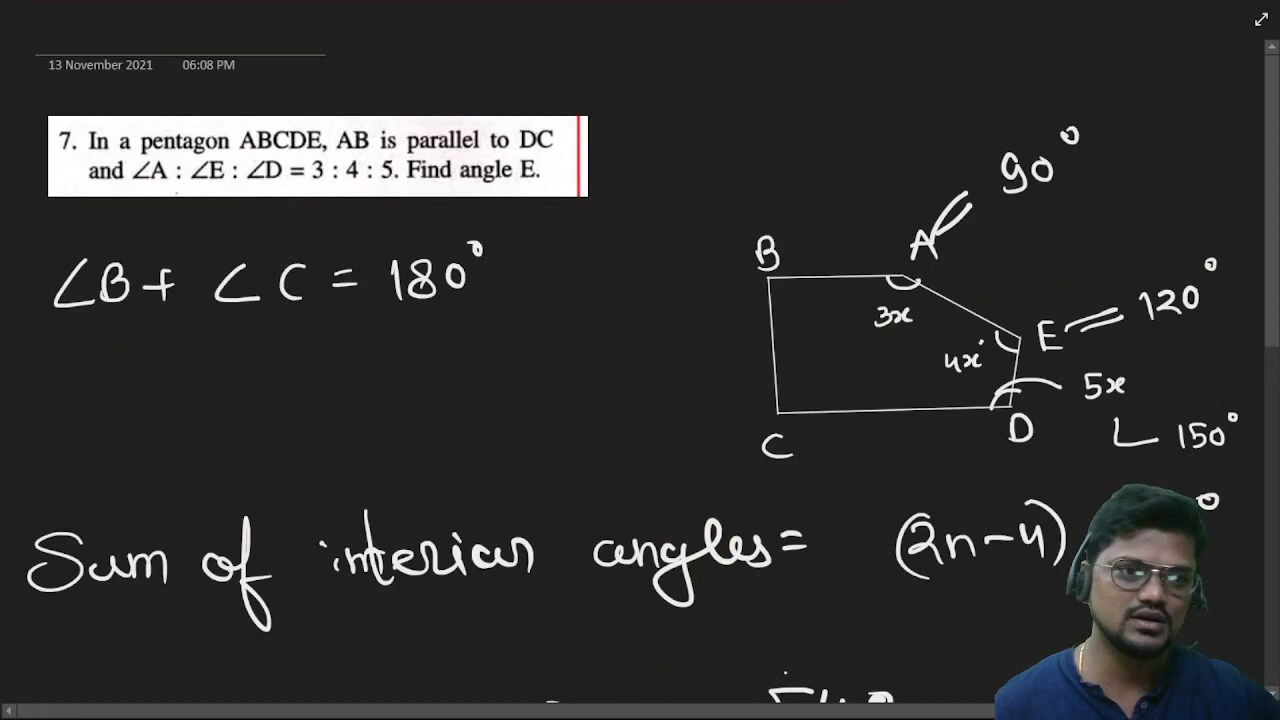 13 November 2021 06:08 PM
7. In a pentagon ABCDE, AB is parallel to DC
and ∠A : ∠E : ∠D = 3 : 4 : 5. Find angle E.
∠B + ∠C = 180°
90°
B
A
3x
E
120°
4x
5x
D
150°
C
Sum of interior angles = (2n-4)